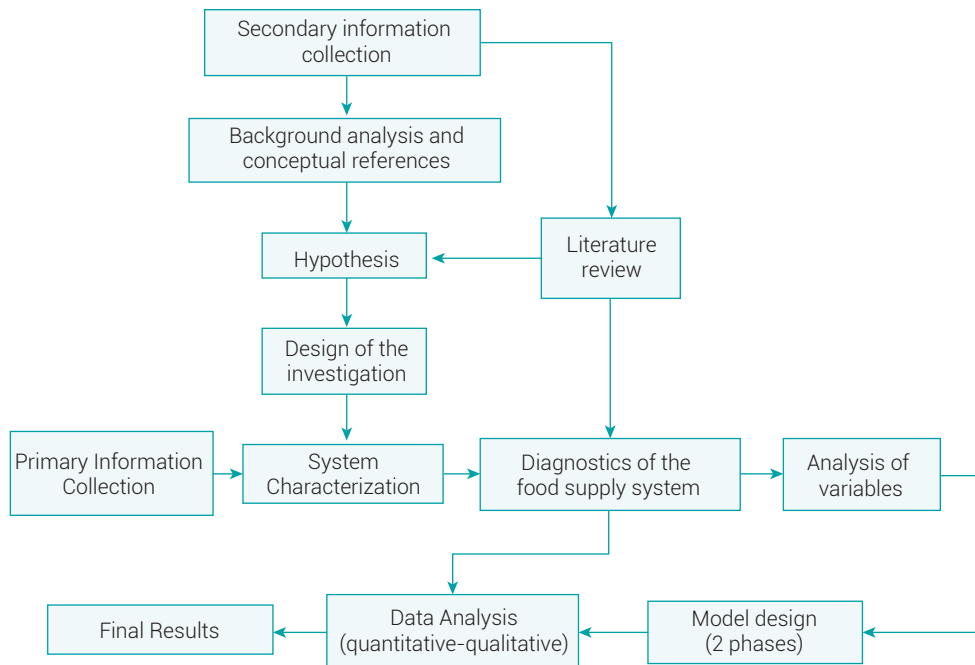 Secondary information
collection
Background analysis and
conceptual references
Hypothesis
Literature
review
Design of the
investigation
Primary Information
Collection
System
Characterization
Diagnostics of the
food supply system
Analysis of
variables
Final Results
Data Analysis
(quantitative-qualitative)
Model design
(2 phases)